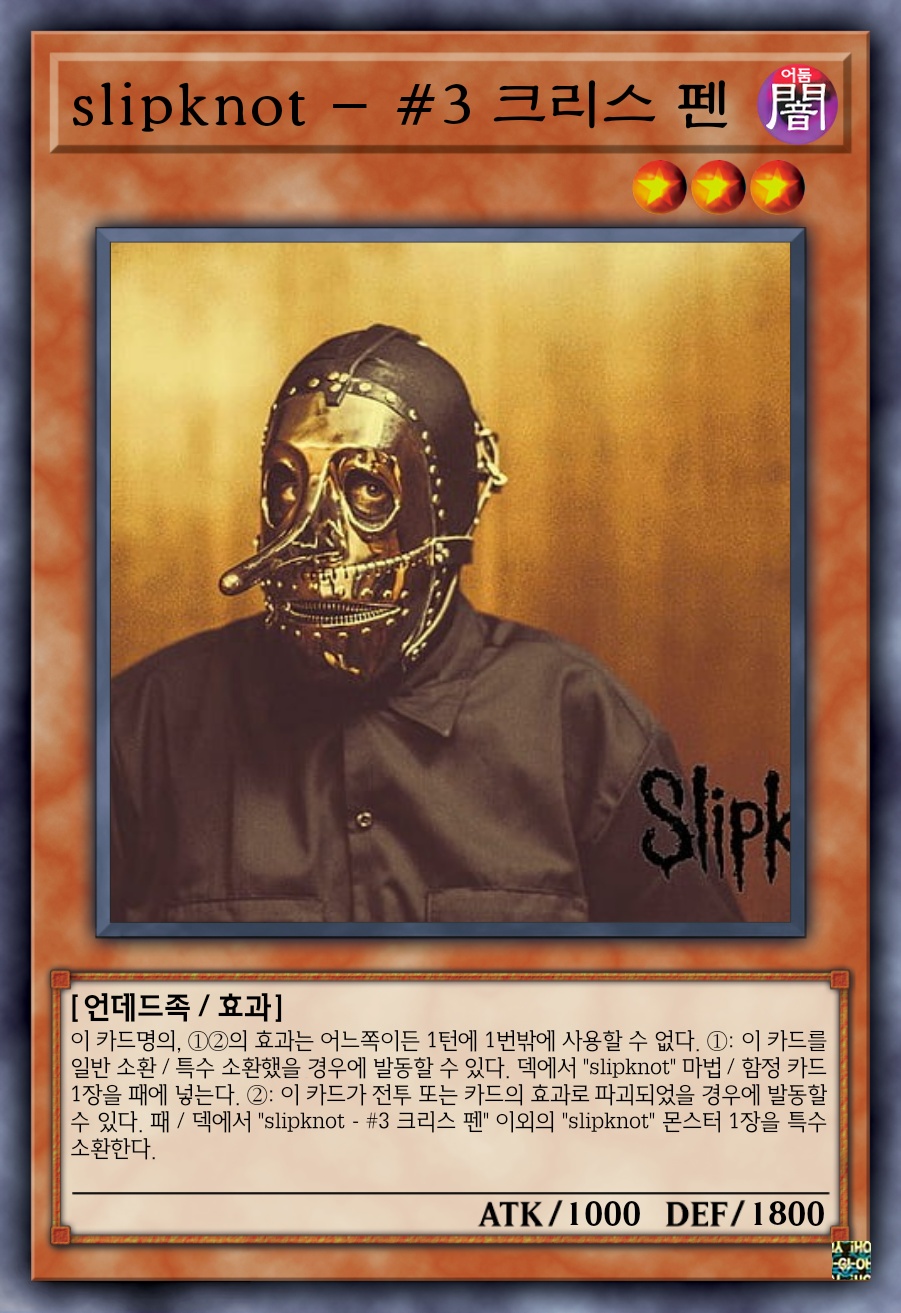 slipknot - #3 크리스 펜
어둠
闇
Slipk
[언데드족 / 효과]
이 카드명의, ①②의 효과는 어느쪽이든 1턴에 1번밖에 사용할 수 없다. ①: 이 카드를
일반 소환 / 특수 소환했을 경우에 발동할 수 있다. 덱에서 "slipknot" 마법 / 함정 카드
1장을 패에 넣는다. ②: 이 카드가 전투 또는 카드의 효과로 파괴되었을 경우에 발동할
수 있다. 패 / 덱에서 "slipknot - #3 크리스 펜" 이외의 "slipknot" 몬스터 1장을 특수
소환한다.
ATK/1000 DEF/1800